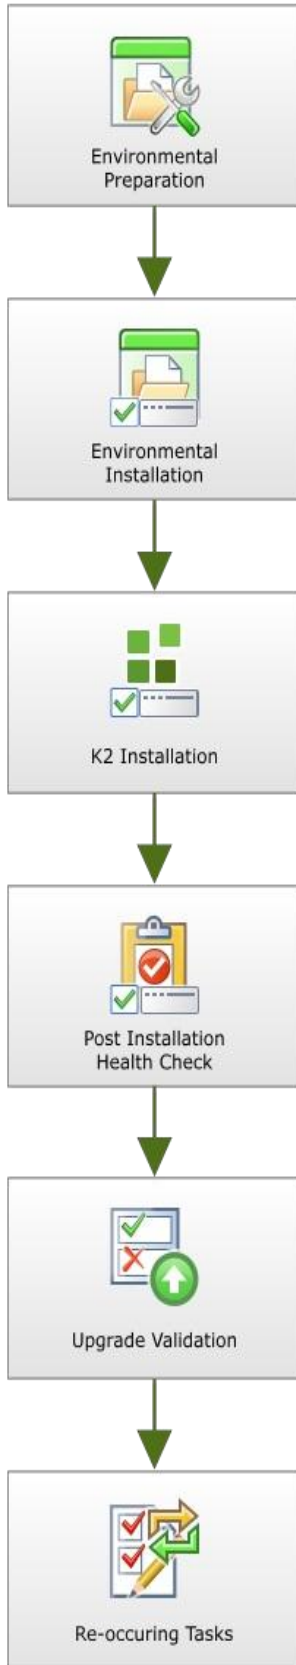 Environmental
Preparation
Environmental
Installation
K2 Installation
Post Installation
Health Check
Upgrade Validation
Re-occuring Tasks